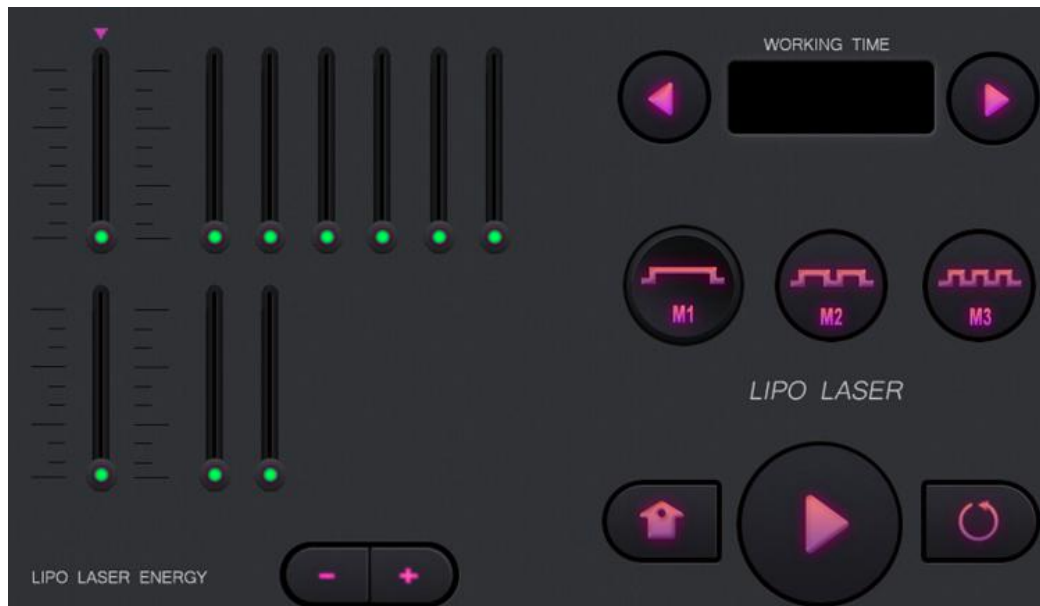 WORKING TIME
M1
M2
M3
LIPO LASER
LIPO LASER ENERGY
- +